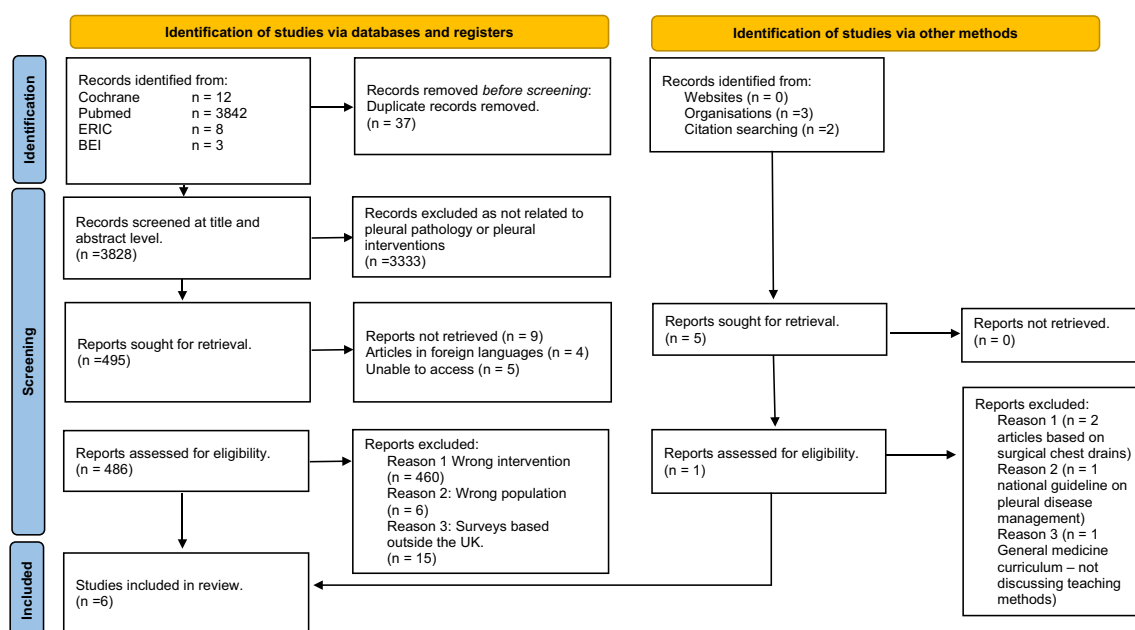 Identification of studies via databases and registers
Identification of studies via other methods
Identification
Records identified from:
Cochrane n = 12
Pubmed n = 3842
ERIC n = 8
BEI n = 3
Records removed before screening:
Duplicate records removed.
(n = 37)
Records identified from:
Websites (n = 0)
Organisations (n =3)
Citation searching (n =2)
Screening
Records screened at title and
abstract level.
(n =3828)
Records excluded as not related to
pleural pathology or pleural
interventions
(n =3333)
Reports sought for retrieval.
(n =495)
Reports not retrieved (n = 9)
Articles in foreign languages (n = 4)
Unable to access (n = 5)
Reports sought for retrieval.
(n = 5)
Reports not retrieved.
(n = 0)
Reports assessed for eligibility.
(n = 486)
Reports excluded:
Reason 1 Wrong intervention
(n = 460)
Reason 2: Wrong population
(n = 6)
Reason 3: Surveys based
outside the UK.
(n = 15)
Reports assessed for eligibility.
(n = 1)
Reports excluded:
Reason 1 (n = 2
articles based on
surgical chest drains)
Reason 2 (n = 1
national guideline on
pleural disease
management)
Reason 3 (n = 1
General medicine
curriculum – not
discussing teaching
methods)
Included
Studies included in review.
(n =6)